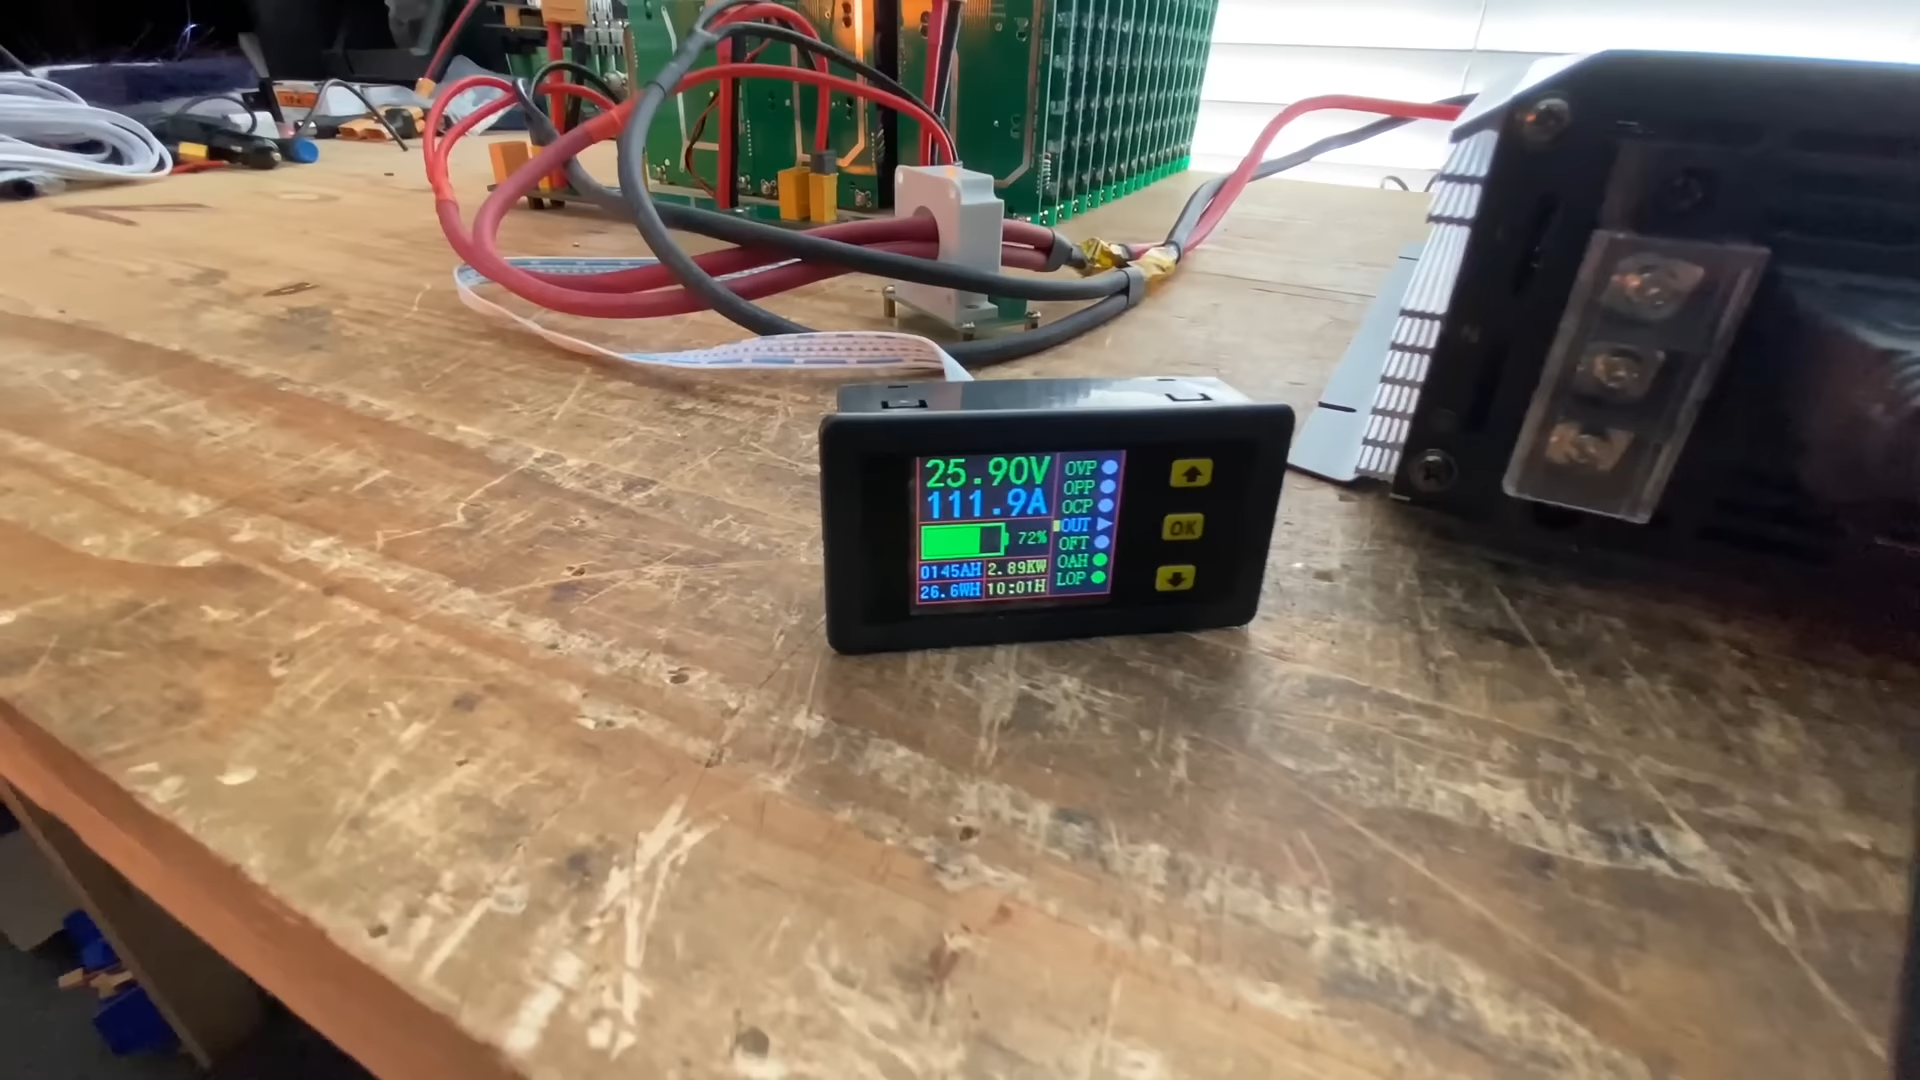 25.90V
111.9A
72%
0145AH 2.89KW
26.6WH 10:01H
OVP
OPP
OCP
OUT
OFT
OAH
LOP
OK